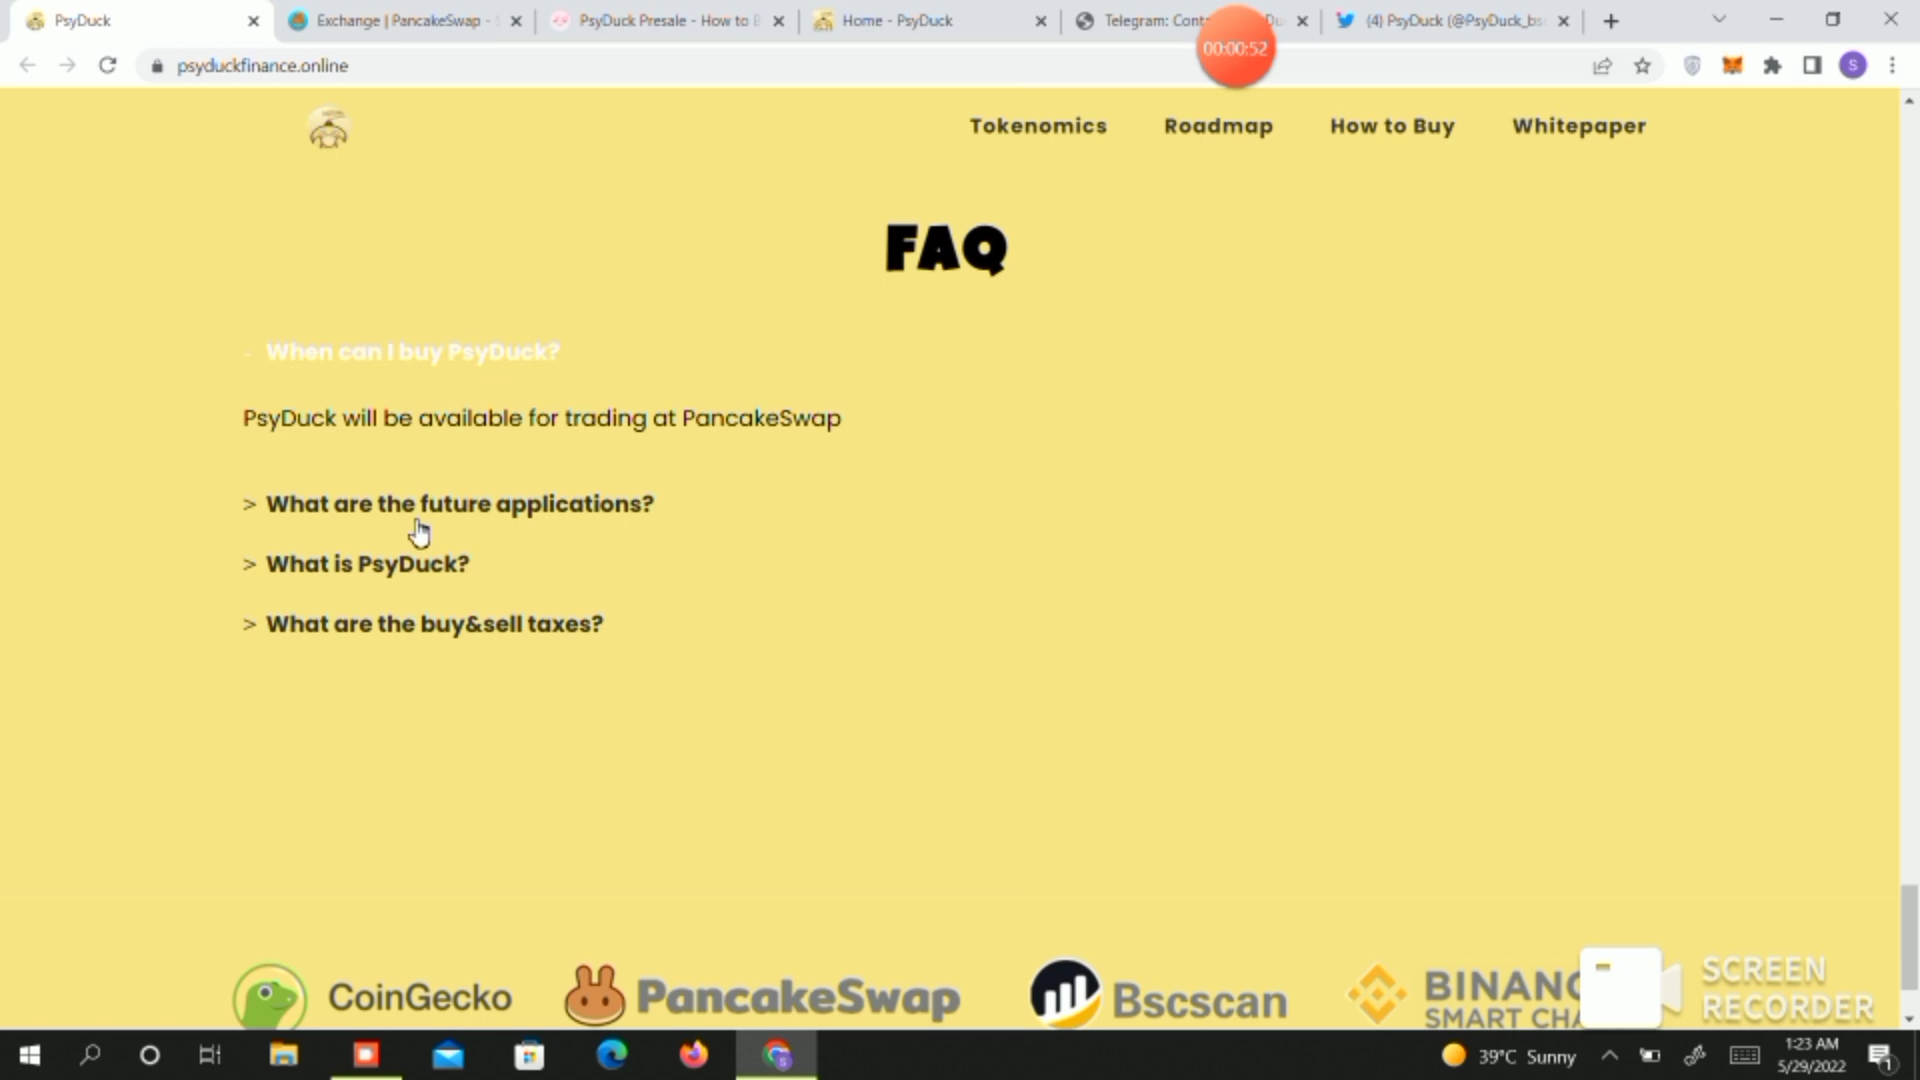 PsyDuck
Exchange | PancakeSwap -
PsyDuck Presale - How to B
Home - PsyDuck
Telegram: Cont
(4) PsyDuck (@PsyDuck_bs
00:00:52
psyduckfinance.online
S
Tokenomics
Roadmap
How to Buy
Whitepaper
FAQ
- When can I buy PsyDuck?
PsyDuck will be available for trading at PancakeSwap
> What are the future applications?
> What is PsyDuck?
> What are the buy&sell taxes?
CoinGecko
PancakeSwap
Bscscan
BINANC
SMART CHA
SCREEN
RECORDER
39°C Sunny
1:23 AM
5/29/2022
1